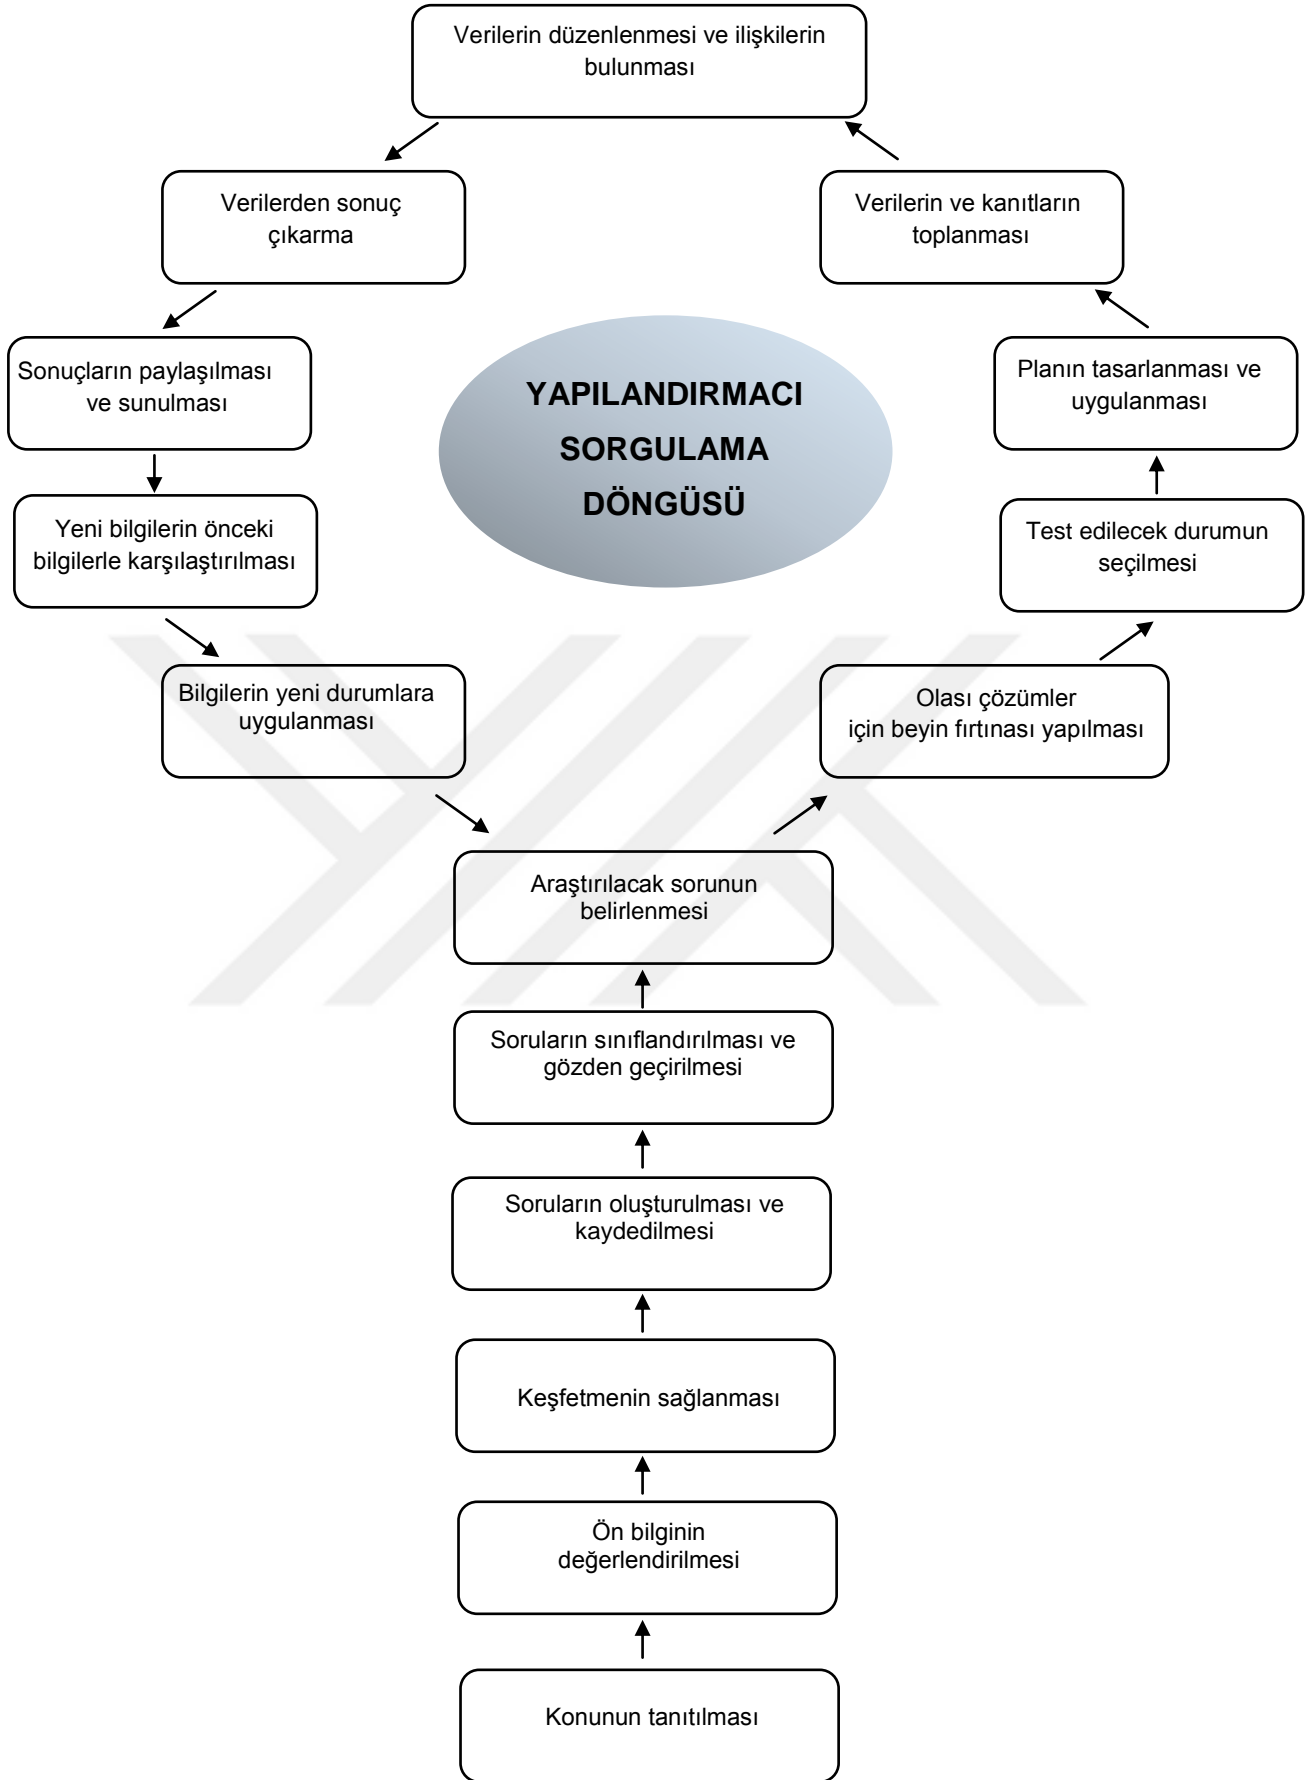 Verilerin düzenlenmesi ve ilişkilerin
bulunması
Verilerden sonuç
çıkarma
Verilerin ve kanıtların
toplanması
Sonuçların paylaşılması
ve sunulması
YAPILANDIRMACI
SORGULAMA
DÖNGÜSÜ
Planın tasarlanması ve
uygulanması
Yeni bilgilerin önceki
bilgilerle karşılaştırılması
Test edilecek durumun
seçilmesi
Bilgilerin yeni durumlara
uygulanması
Olası çözümler
için beyin fırtınası yapılması
Araştırılacak sorunun
belirlenmesi
Soruların sınıflandırılması ve
gözden geçirilmesi
Soruların oluşturulması ve
kaydedilmesi
Keşfetmenin sağlanması
Ön bilginin
değerlendirilmesi
Konunun tanıtılması